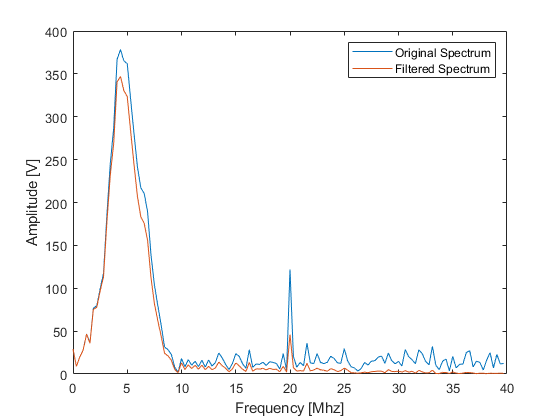 400
350
300
250
200
150
100
50
0
Amplitude [V]
Original Spectrum
Filtered Spectrum
0 5 10 15 20 25 30 35 40
Frequency [Mhz]